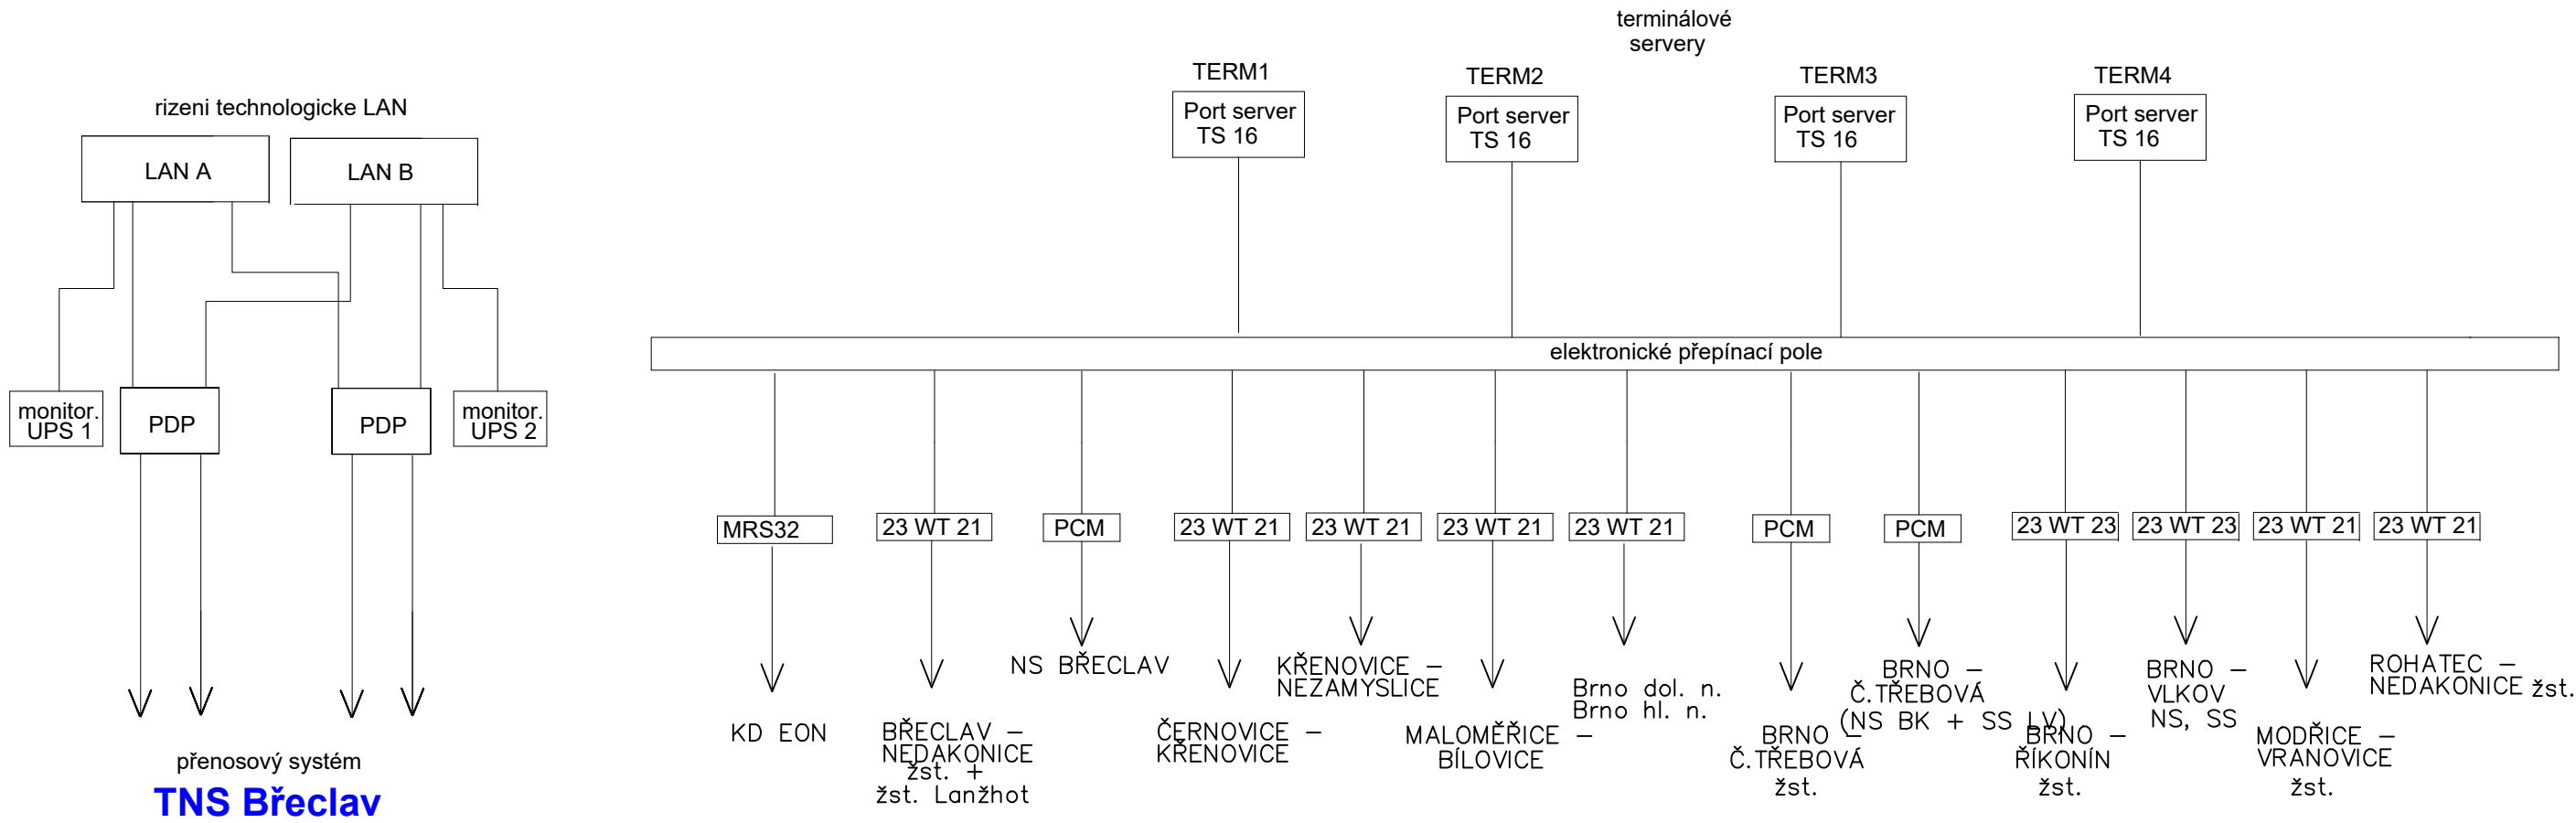 terminálové
servery
TERM1
TERM2
TERM3
TERM4
Port server
TS 16
Port server
TS 16
Port server
TS 16
Port server
TS 16
rizeni technologicke LAN
LAN A
LAN B
elektronické přepínací pole
monitor.
UPS 1
PDP
PDP
monitor.
UPS 2
MRS32
23 WT 21
PCM
23 WT 21
23 WT 21
23 WT 21
23 WT 21
PCM
PCM
23 WT 23
23 WT 23
23 WT 21
23 WT 21
KD EON
BŘECLAV –
NEDAKONICE
žst. +
žst. Lanžhot
NS BŘECLAV
ČERNOVICE –
KŘENOVICE
KŘENOVICE –
NEZAMYSLICE
MALOMĚŘICE –
BÍLOVICE
Brno dol. n.
Brno hl. n.
BRNO –
Č.TŘEBOVÁ
žst.
BRNO –
Č.TŘEBOVÁ
(NS BK + SS LV)
BRNO –
ŘÍKONÍN
žst.
BRNO –
VLKOV
NS, SS
MODŘICE –
VRANOVICE
žst.
ROHATEC –
NEDAKONICE žst.
přenosový systém
TNS Břeclav